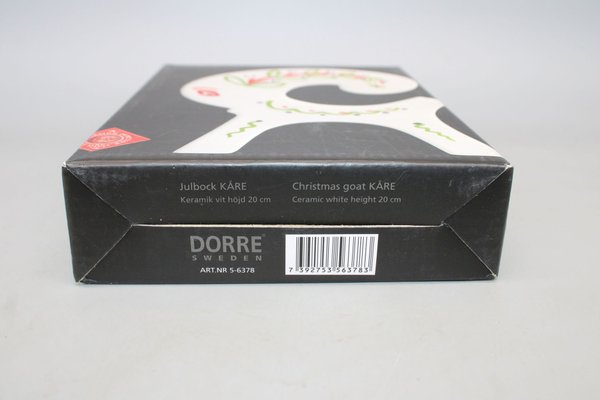 Julbock KÅRE
Keramik vit höjd 20 cm
Christmas goat KÅRE
Ceramic white height 20 cm
DORRE
SWEDEN
ART.NR 5-6378
7 392753 563783